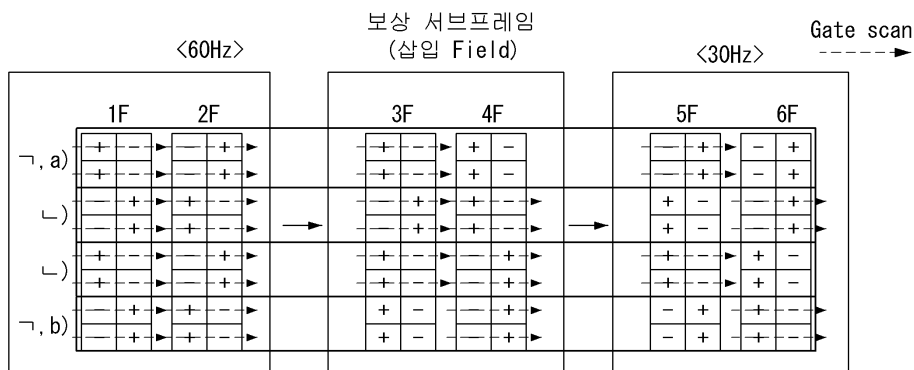 보상 서브프레임
<60Hz> (삽입 Field) <30Hz> Gate scan
1F 2F 3F 4F 5F 6F
ㄱ,a)
+ - - + + - + - - + - +
+ - - + + - + - - + - +
ㄴ)
- + + - - + + - + - - +
- + + - - + + - + - - +
ㄴ)
+ - - + + - - + + - + -
+ - - + + - - + + - + -
ㄱ,b)
- + + - - + - + - + + -
- + + - + - - + - + + -